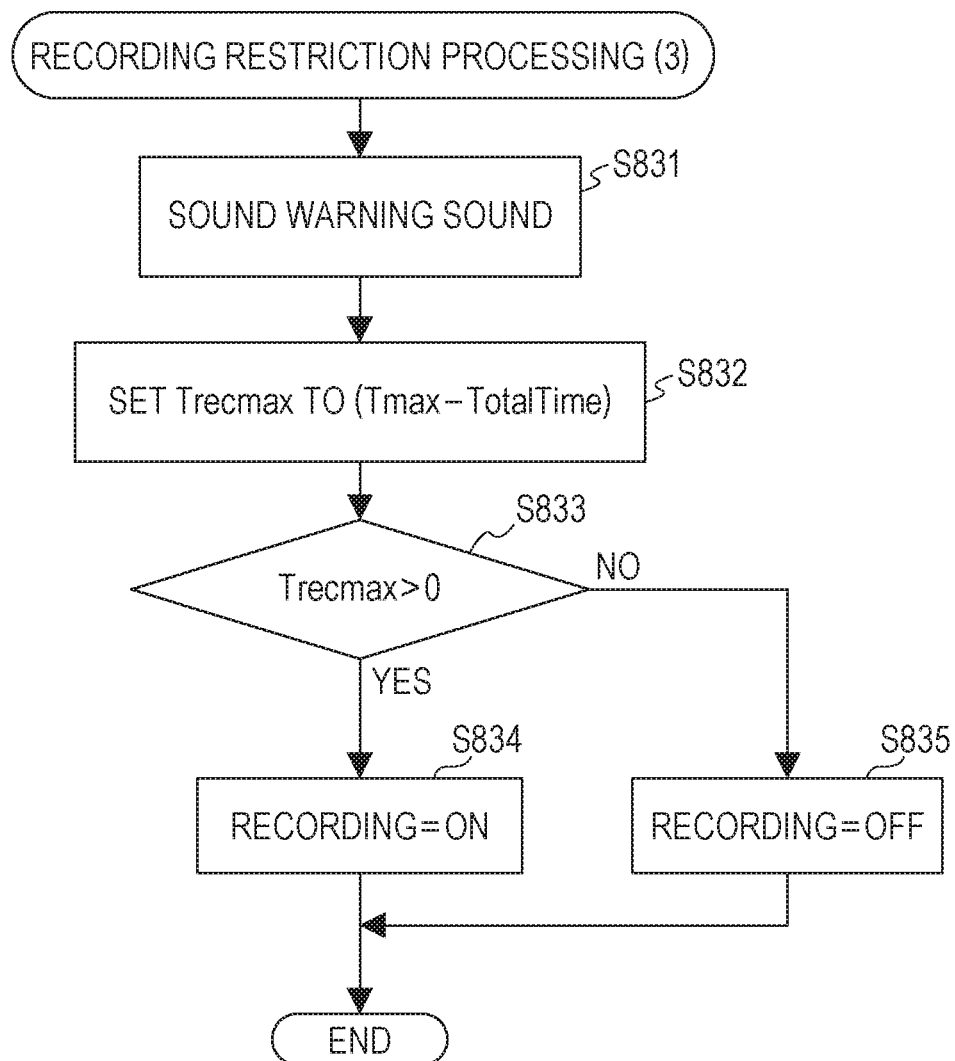 RECORDING RESTRICTION PROCESSING (3)
S831
SOUND WARNING SOUND
S832
SET Trecmax TO (Tmax−TotalTime)
S833
Trecmax>0
NO
YES
S834
RECORDING=ON
S835
RECORDING=OFF
END